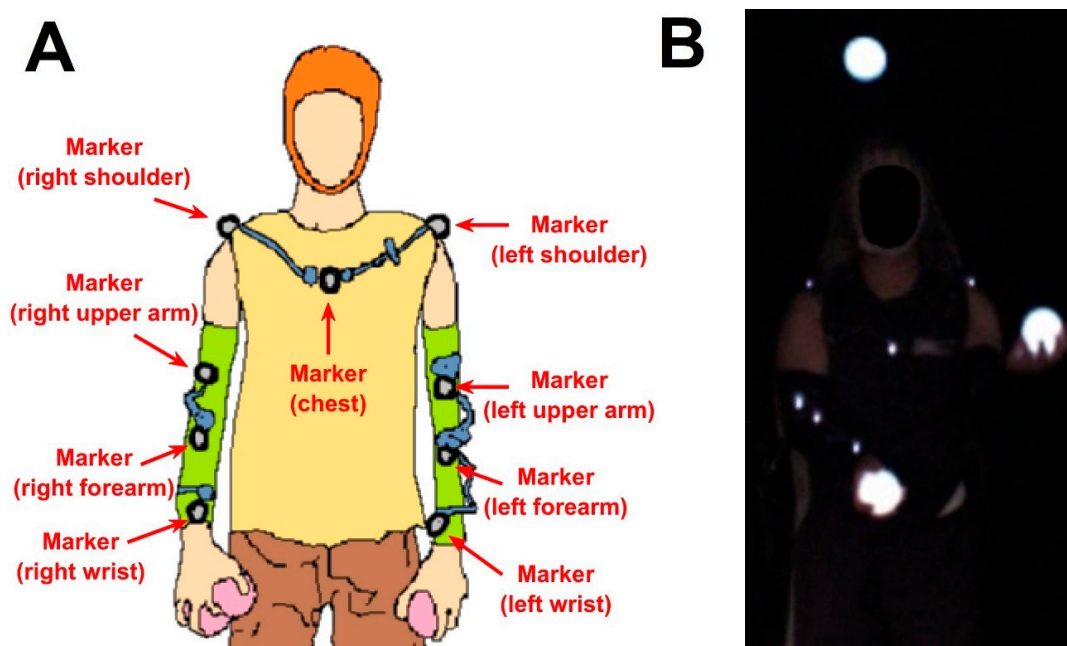 A
B
Marker
(right shoulder)
Marker
(left shoulder)
Marker
(right upper arm)
Marker
(chest)
Marker
(left upper arm)
Marker
(right forearm)
Marker
(left forearm)
Marker
(right wrist)
Marker
(left wrist)